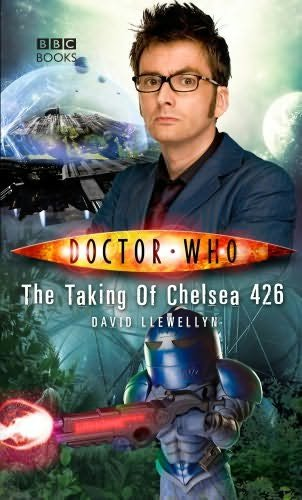 BBC
BOOKS
DOCTOR · WHO
The Taking Of Chelsea 426
DAVID LLEWELLYN